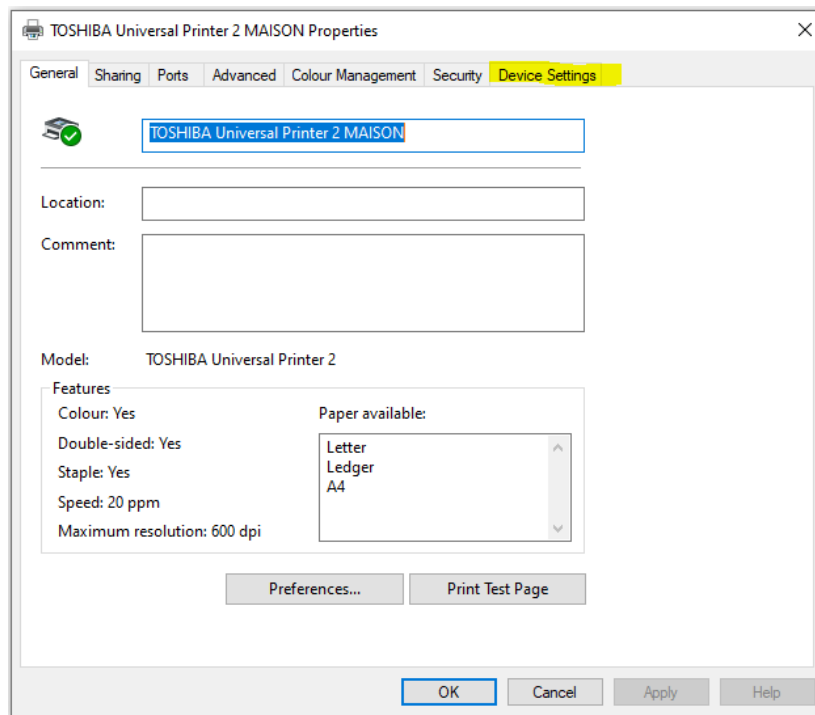 TOSHIBA Universal Printer 2 MAISON Properties
General Sharing Ports Advanced Colour Management Security Device Settings
TOSHIBA Universal Printer 2 MAISON
Location:
Comment:
Model: TOSHIBA Universal Printer 2
Features
Colour: Yes
Double-sided: Yes
Staple: Yes
Speed: 20 ppm
Maximum resolution: 600 dpi
Paper available:
Letter
Ledger
A4
Preferences... Print Test Page
OK Cancel Apply Help